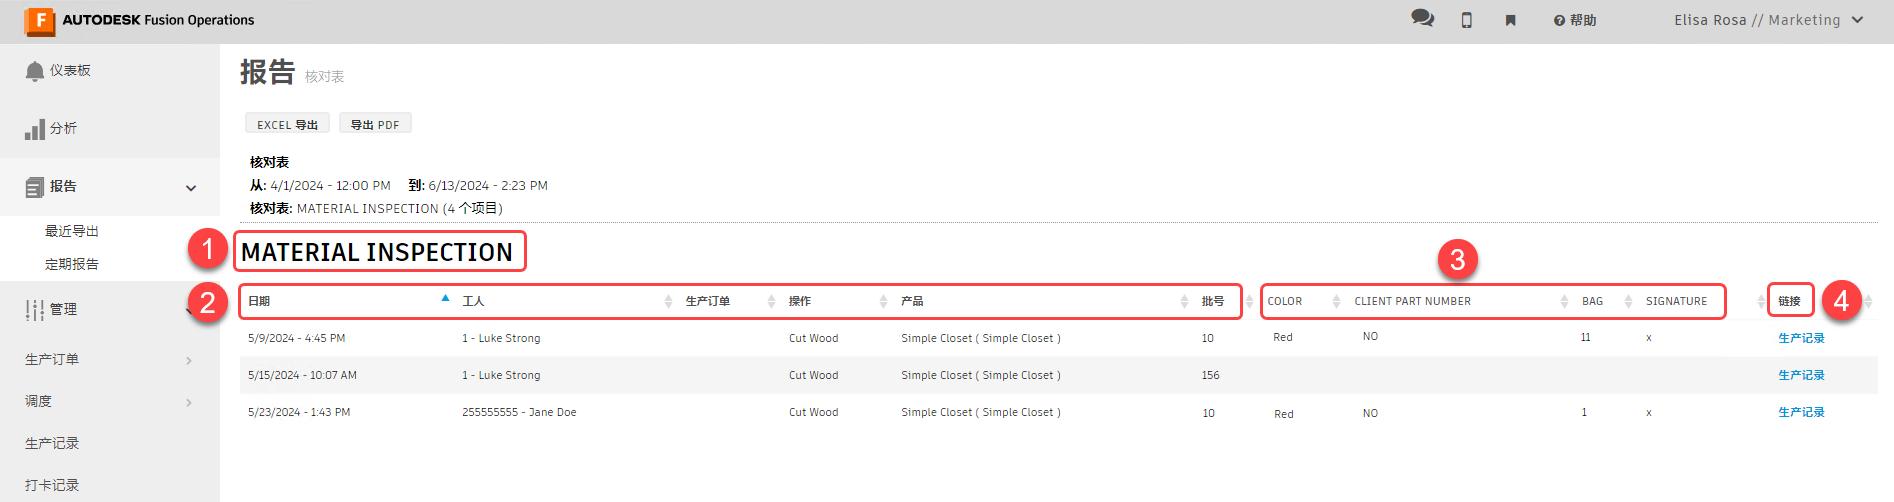 F AUTODESK Fusion Operations
帮助
Elisa Rosa // Marketing
仪表板
分析
报告
最近导出
定期报告
管理
生产订单
调度
生产记录
打卡记录
报告 核对表
EXCEL 导出 导出 PDF
核对表
从: 4/1/2024 - 12:00 PM 到: 6/13/2024 - 2:23 PM
核对表: MATERIAL INSPECTION (4 个项目)
1 MATERIAL INSPECTION
3
2 日期 工人 生产订单 操作 产品 批号 COLOR CLIENT PART NUMBER BAG SIGNATURE 链接 4
5/9/2024 - 4:45 PM 1 - Luke Strong Cut Wood Simple Closet ( Simple Closet ) 10 Red NO 11 x 生产记录
5/15/2024 - 10:07 AM 1 - Luke Strong Cut Wood Simple Closet ( Simple Closet ) 156 生产记录
5/23/2024 - 1:43 PM 255555555 - Jane Doe Cut Wood Simple Closet ( Simple Closet ) 10 Red NO 1 x 生产记录